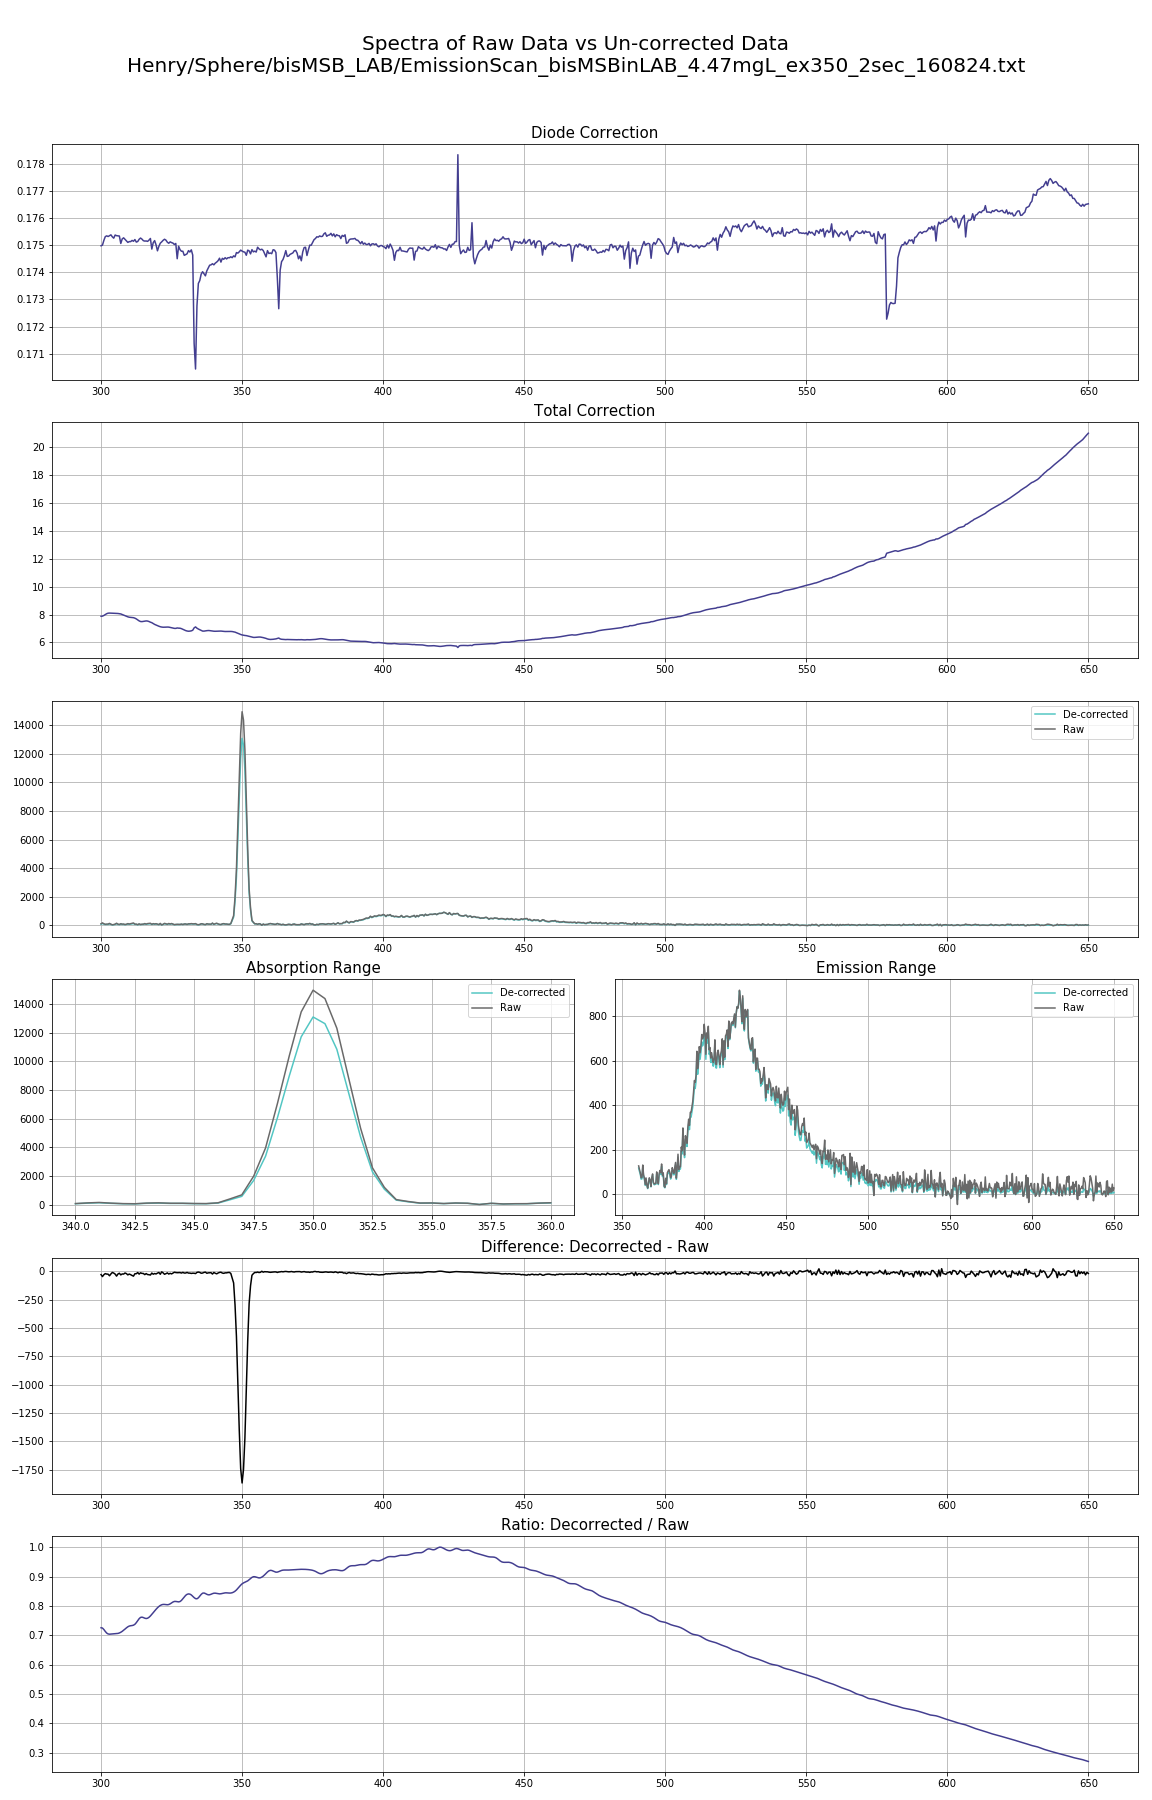 Spectra of Raw Data vs Un-corrected Data
Henry/Sphere/bisMSB_LAB/EmissionScan_bisMSBinLAB_4.47mgL_ex350_2sec_160824.txt
Diode Correction
0.178
0.177
0.176
0.175
0.174
0.173
0.172
0.171
300 350 400 450 500 550 600 650
Total Correction
20
18
16
14
12
10
8
6
300 350 400 450 500 550 600 650
De-corrected
Raw
14000
12000
10000
8000
6000
4000
2000
0
300 350 400 450 500 550 600 650
Absorption Range
De-corrected
Raw
14000
12000
10000
8000
6000
4000
2000
0
340.0 342.5 345.0 347.5 350.0 352.5 355.0 357.5 360.0
Emission Range
De-corrected
Raw
800
600
400
200
0
350 400 450 500 550 600 650
Difference: Decorrected - Raw
0
−250
−500
−750
−1000
−1250
−1500
−1750
300 350 400 450 500 550 600 650
Ratio: Decorrected / Raw
1.0
0.9
0.8
0.7
0.6
0.5
0.4
0.3
300 350 400 450 500 550 600 650